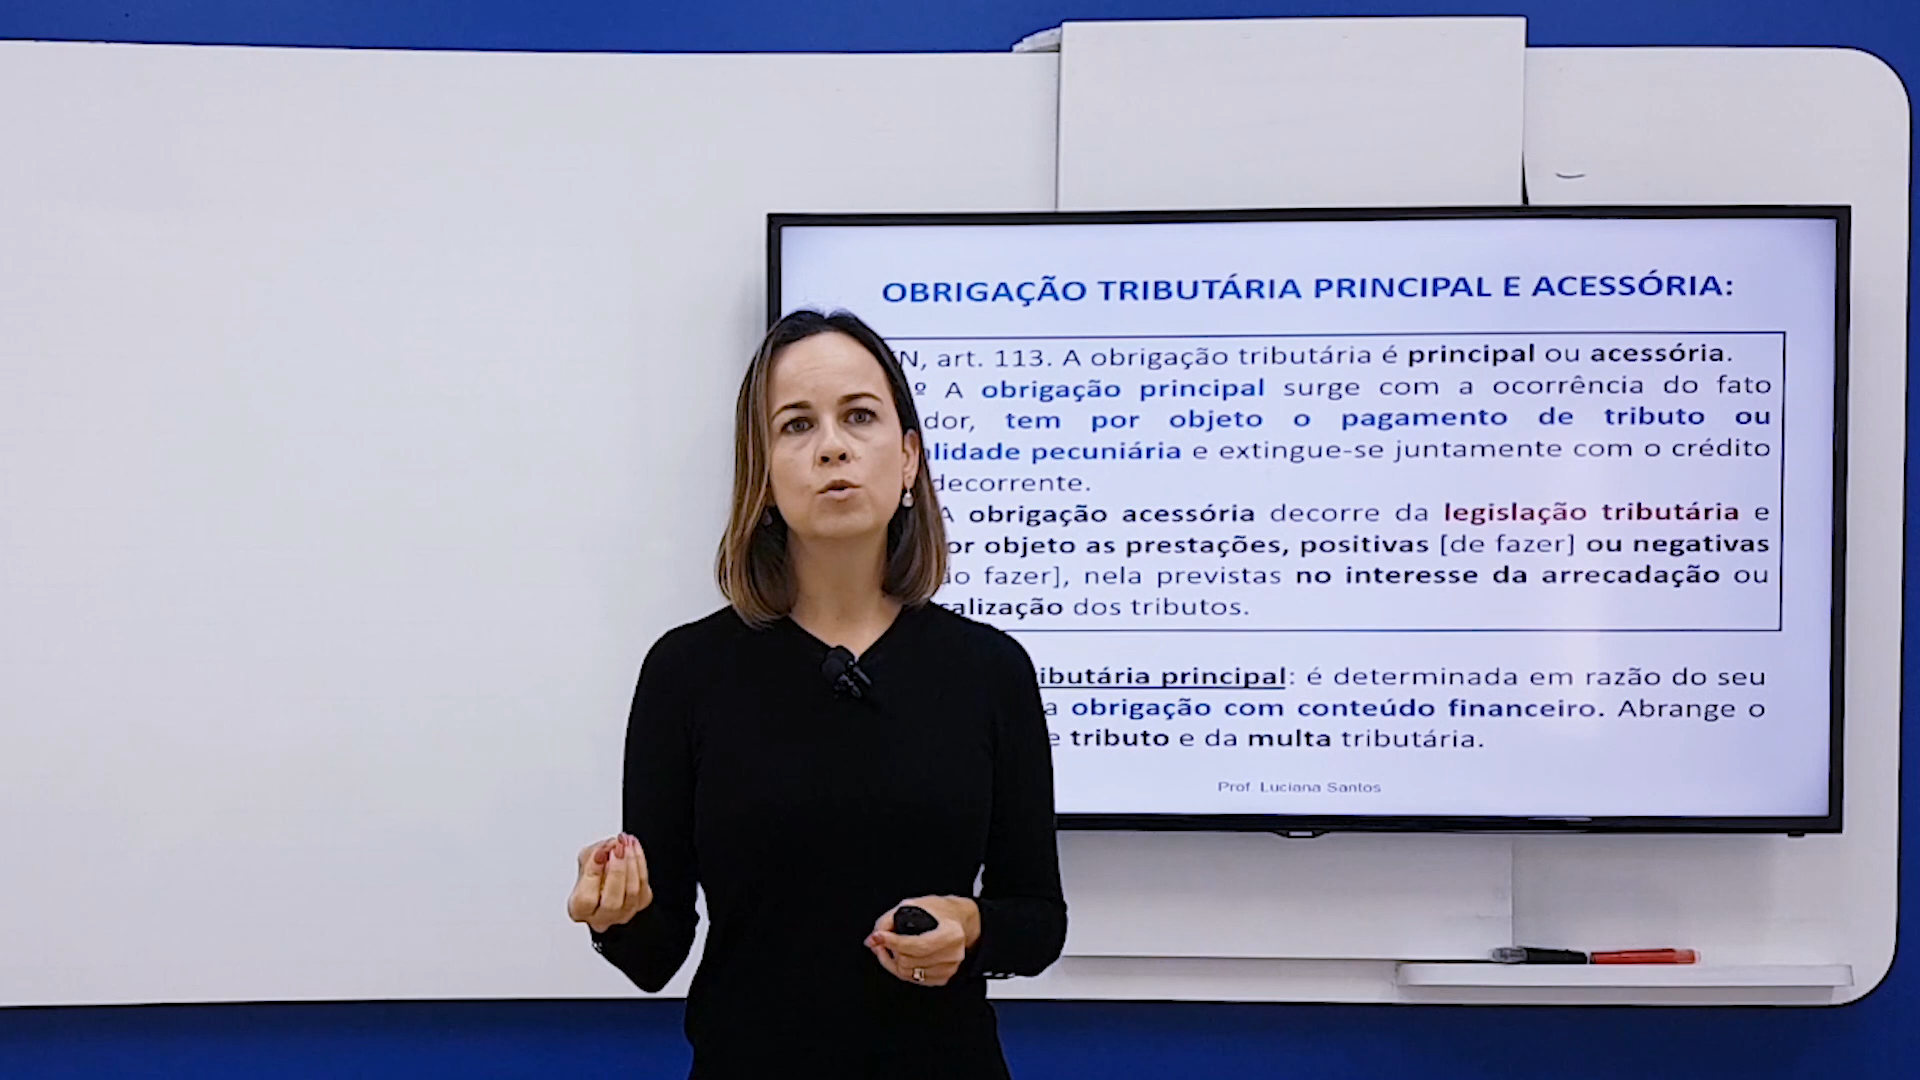 OBRIGAÇÃO TRIBUTÁRIA PRINCIPAL E ACESSÓRIA:
N, art. 113. A obrigação tributária é principal ou acessória.
º A obrigação principal surge com a ocorrência do fato
dor, tem por objeto o pagamento de tributo ou
lidade pecuniária e extingue-se juntamente com o crédito
decorrente.
A obrigação acessória decorre da legislação tributária e
or objeto as prestações, positivas [de fazer] ou negativas
ão fazer], nela previstas no interesse da arrecadação ou
salização dos tributos.
ibutária principal: é determinada em razão do seu
a obrigação com conteúdo financeiro. Abrange o
e tributo e da multa tributária.
Prof. Luciana Santos